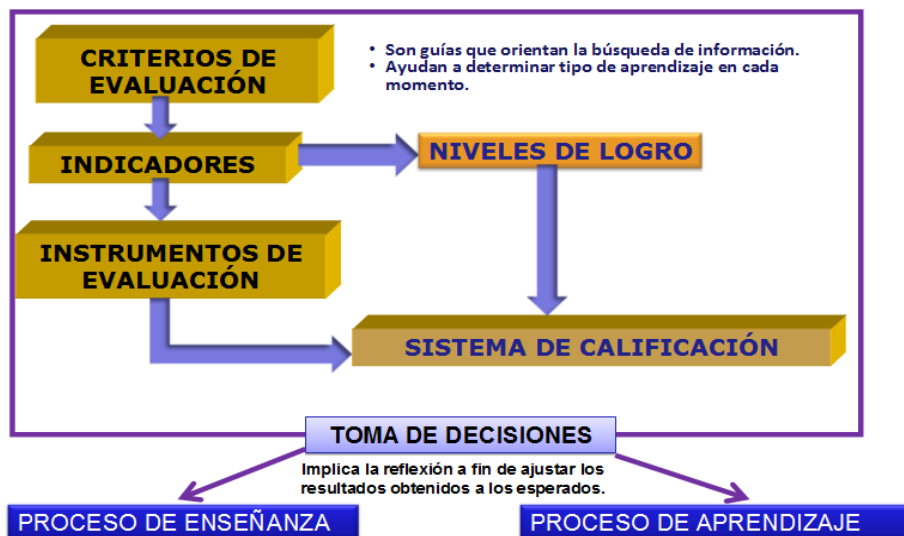 CRITERIOS DE
EVALUACIÓN
• Son guías que orientan la búsqueda de información.
• Ayudan a determinar tipo de aprendizaje en cada
momento.
INDICADORES
NIVELES DE LOGRO
INSTRUMENTOS DE
EVALUACIÓN
SISTEMA DE CALIFICACIÓN
TOMA DE DECISIONES
Implica la reflexión a fin de ajustar los
resultados obtenidos a los esperados.
PROCESO DE ENSEÑANZA
PROCESO DE APRENDIZAJE